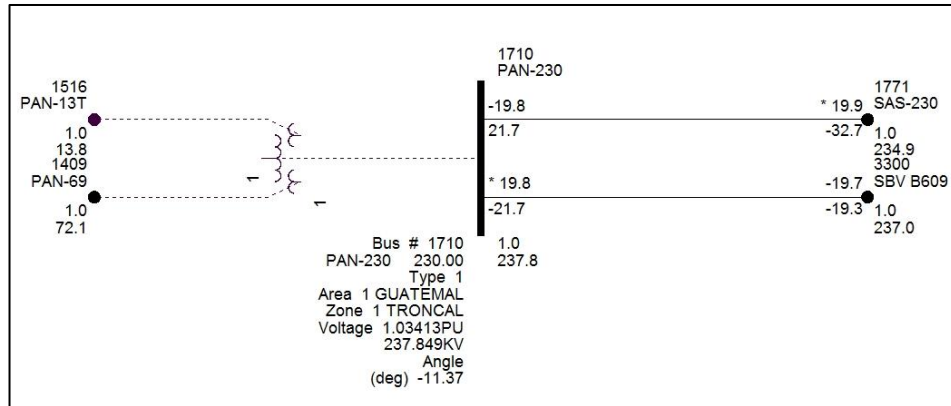 1710
PAN-230
1516
PAN-13T
1.0
13.8
1409
PAN-69
1.0
72.1
1
1
-19.8
21.7
* 19.8
-21.7
1.0
237.8
* 19.9
-32.7
-19.7
-19.3
1771
SAS-230
1.0
234.9
3300
SBV B609
1.0
237.0
Bus # 1710
PAN-230 230.00
Type 1
Area 1 GUATEMAL
Zone 1 TRONCAL
Voltage 1.03413PU
237.849KV
Angle
(deg) -11.37